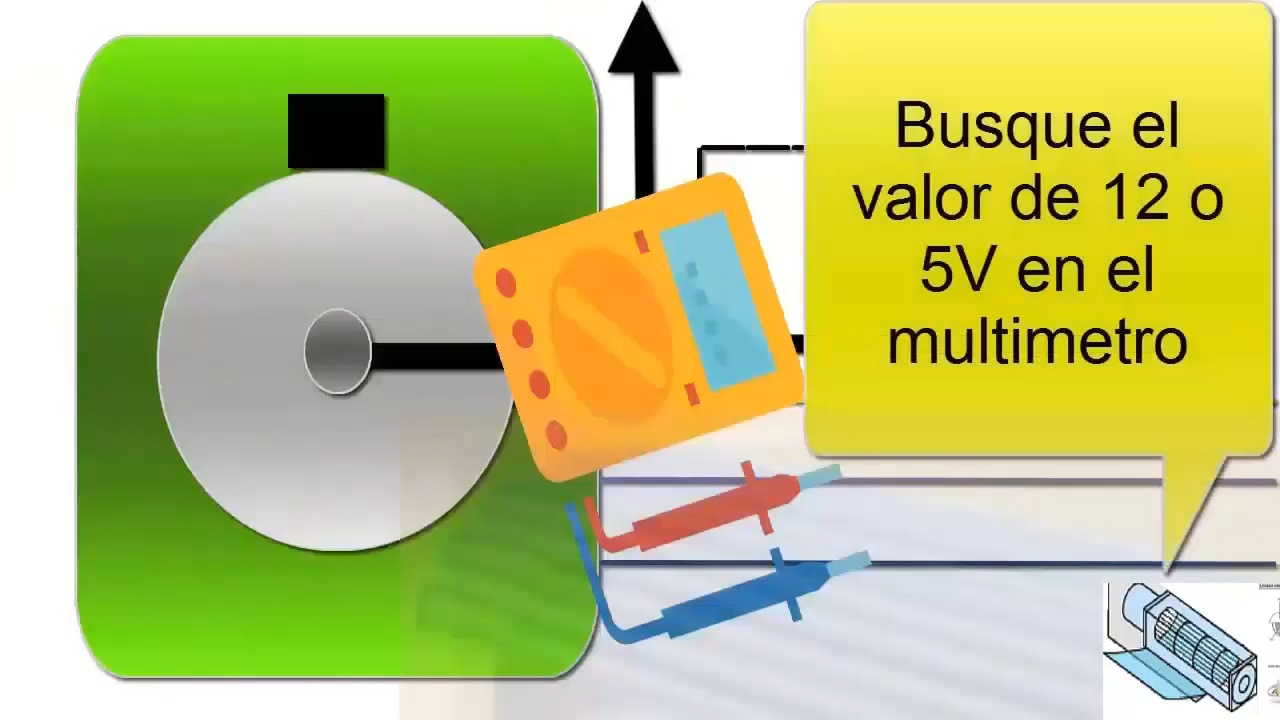 Busque el
valor de 12 o
5V en el
multimetro